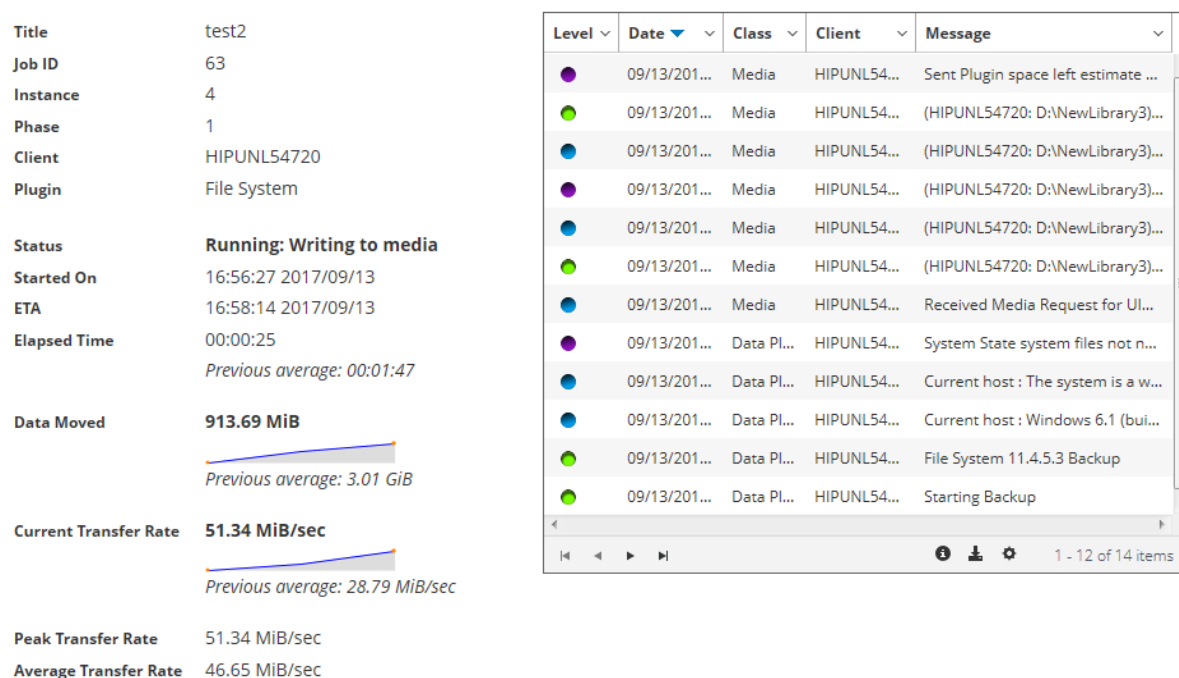 Title test2
Job ID 63
Instance 4
Phase 1
Client HIPUNL54720
Plugin File System
Status Running: Writing to media
Started On 16:56:27 2017/09/13
ETA 16:58:14 2017/09/13
Elapsed Time 00:00:25
Previous average: 00:01:47
Data Moved 913.69 MiB
Previous average: 3.01 GiB
Current Transfer Rate 51.34 MiB/sec
Previous average: 28.79 MiB/sec
Peak Transfer Rate 51.34 MiB/sec
Average Transfer Rate 46.65 MiB/sec
Level Date Class Client Message
09/13/201... Media HIPUNL54... Sent Plugin space left estimate ...
09/13/201... Media HIPUNL54... (HIPUNL54720: D:\NewLibrary3)...
09/13/201... Media HIPUNL54... (HIPUNL54720: D:\NewLibrary3)...
09/13/201... Media HIPUNL54... (HIPUNL54720: D:\NewLibrary3)...
09/13/201... Media HIPUNL54... (HIPUNL54720: D:\NewLibrary3)...
09/13/201... Media HIPUNL54... (HIPUNL54720: D:\NewLibrary3)...
09/13/201... Media HIPUNL54... Received Media Request for UI...
09/13/201... Data Pl... HIPUNL54... System State system files not n...
09/13/201... Data Pl... HIPUNL54... Current host : The system is a w...
09/13/201... Data Pl... HIPUNL54... Current host : Windows 6.1 (bui...
09/13/201... Data Pl... HIPUNL54... File System 11.4.5.3 Backup
09/13/201... Data Pl... HIPUNL54... Starting Backup
1 - 12 of 14 items